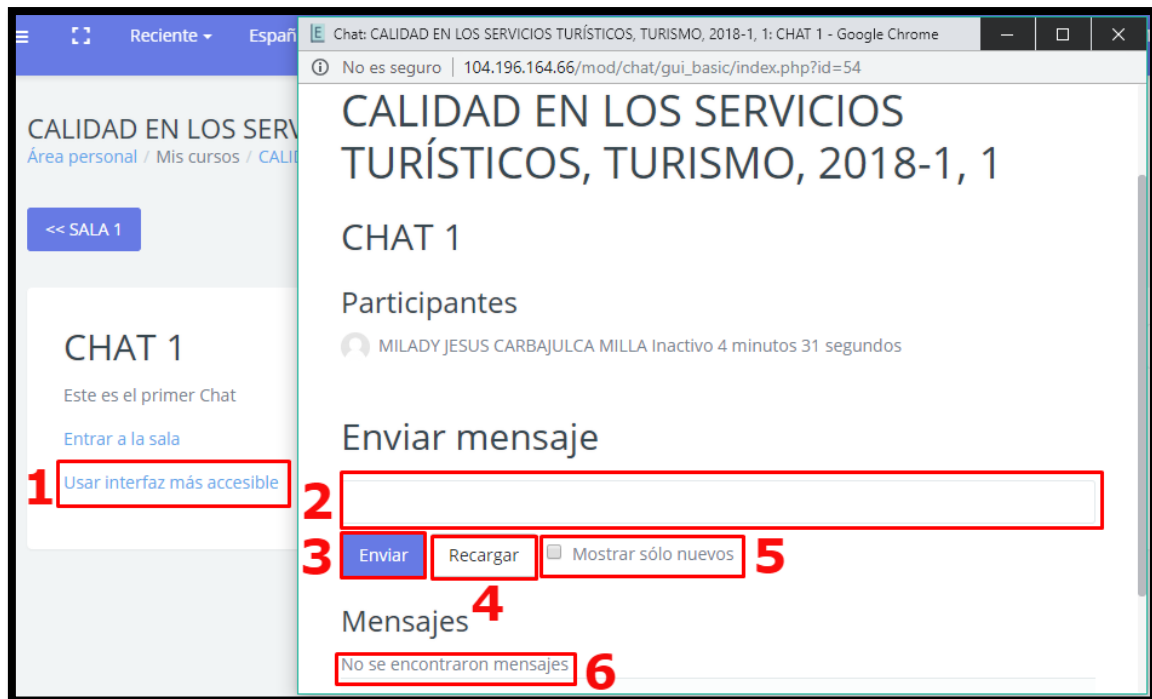 Reciente
Españ
CALIDAD EN LOS SERV
Área personal / Mis cursos / CALID
<< SALA 1
CHAT 1
Este es el primer Chat
Entrar a la sala
1
Usar interfaz más accesible
Chat: CALIDAD EN LOS SERVICIOS TURÍSTICOS, TURISMO, 2018-1, 1: CHAT 1 - Google Chrome
No es seguro | 104.196.164.66/mod/chat/gui_basic/index.php?id=54
CALIDAD EN LOS SERVICIOS
TURÍSTICOS, TURISMO, 2018-1, 1
CHAT 1
Participantes
MILADY JESUS CARBAJULCA MILLA Inactivo 4 minutos 31 segundos
Enviar mensaje
2
3 Enviar Recargar Mostrar sólo nuevos 5
4
Mensajes
No se encontraron mensajes 6